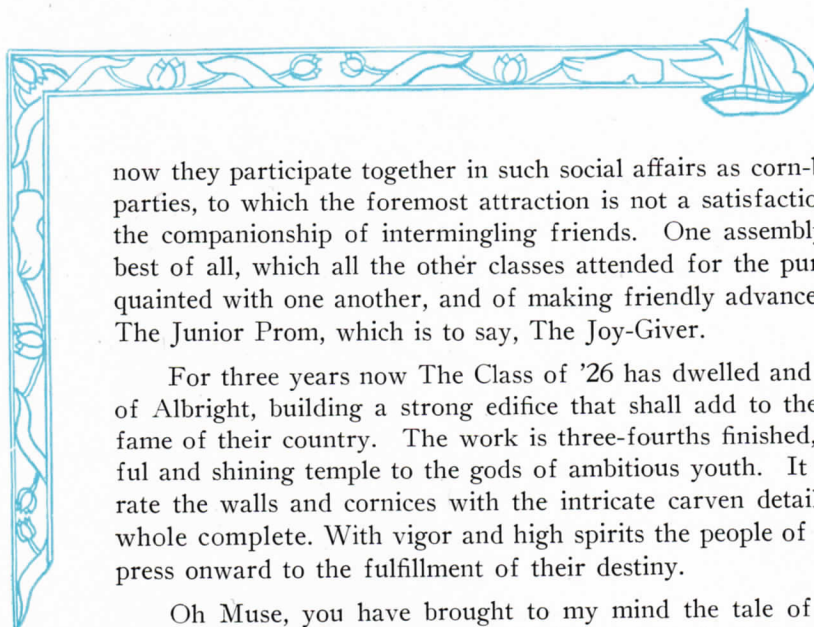 now they participate together in such social affairs as corn-
parties, to which the foremost attraction is not a
the companionship of intermingling friends. One
best of all, which all the other classes attended for the
quainted with one another, and of making friendly
The Junior Prom, which is to say, The Joy-Giver.
For three years now The Class of '26 has dwelled and
of Albright, building a strong edifice that shall add to the
fame of their country. The work is three-fourths finished,
ful and shining temple to the gods of ambitious youth. It
rate the walls and cornices with the intricate carven
whole complete. With vigor and high spirits the people of
press onward to the fulfillment of their destiny.
Oh Muse, you have brought to my mind the tale of